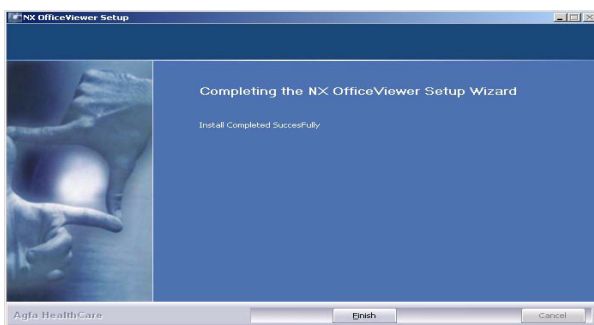 NX OfficeViewer Setup
Completing the NX OfficeViewer Setup Wizard
Install Completed SuccesFully
Agfa HealthCare
Finish
Cancel